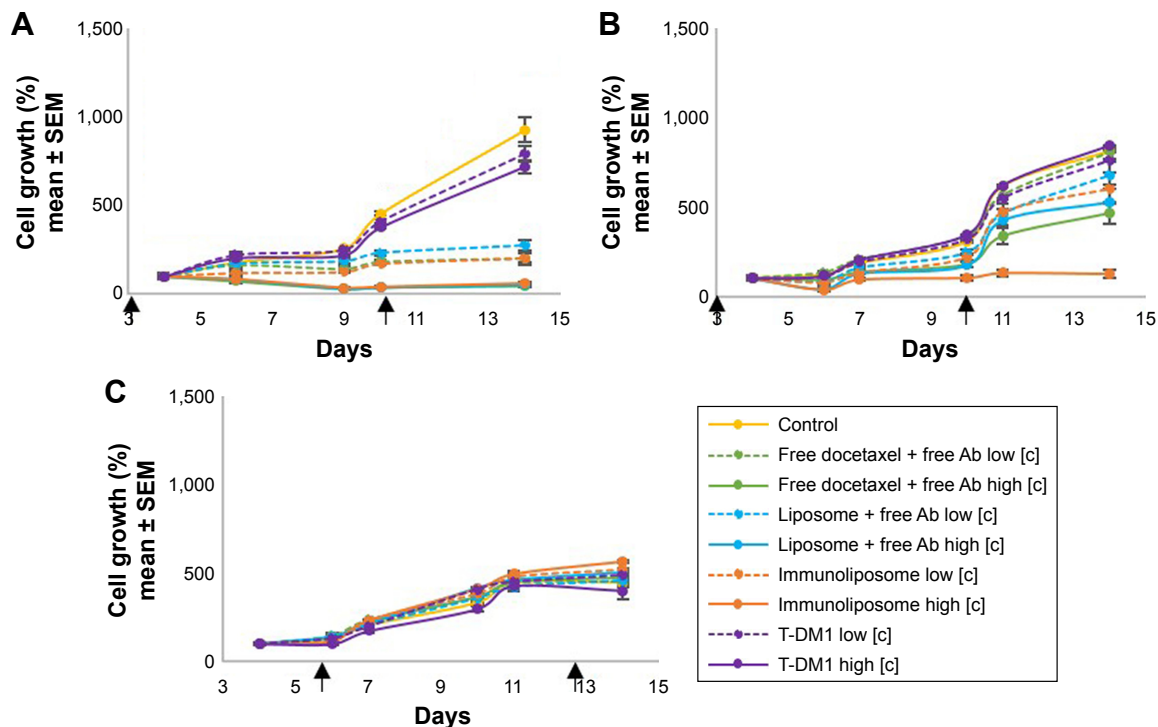 A
1,500
1,000
500
0
3 5 7 9 11 13 15
Days
Cell growth (%)
mean ± SEM
B
1,500
1,000
500
0
3 5 7 9 11 13 15
Days
Cell growth (%)
mean ± SEM
C
1,500
1,000
500
0
3 5 7 9 11 13 15
Days
Cell growth (%)
mean ± SEM
Control
Free docetaxel + free Ab low [c]
Free docetaxel + free Ab high [c]
Liposome + free Ab low [c]
Liposome + free Ab high [c]
Immunoliposome low [c]
Immunoliposome high [c]
T-DM1 low [c]
T-DM1 high [c]